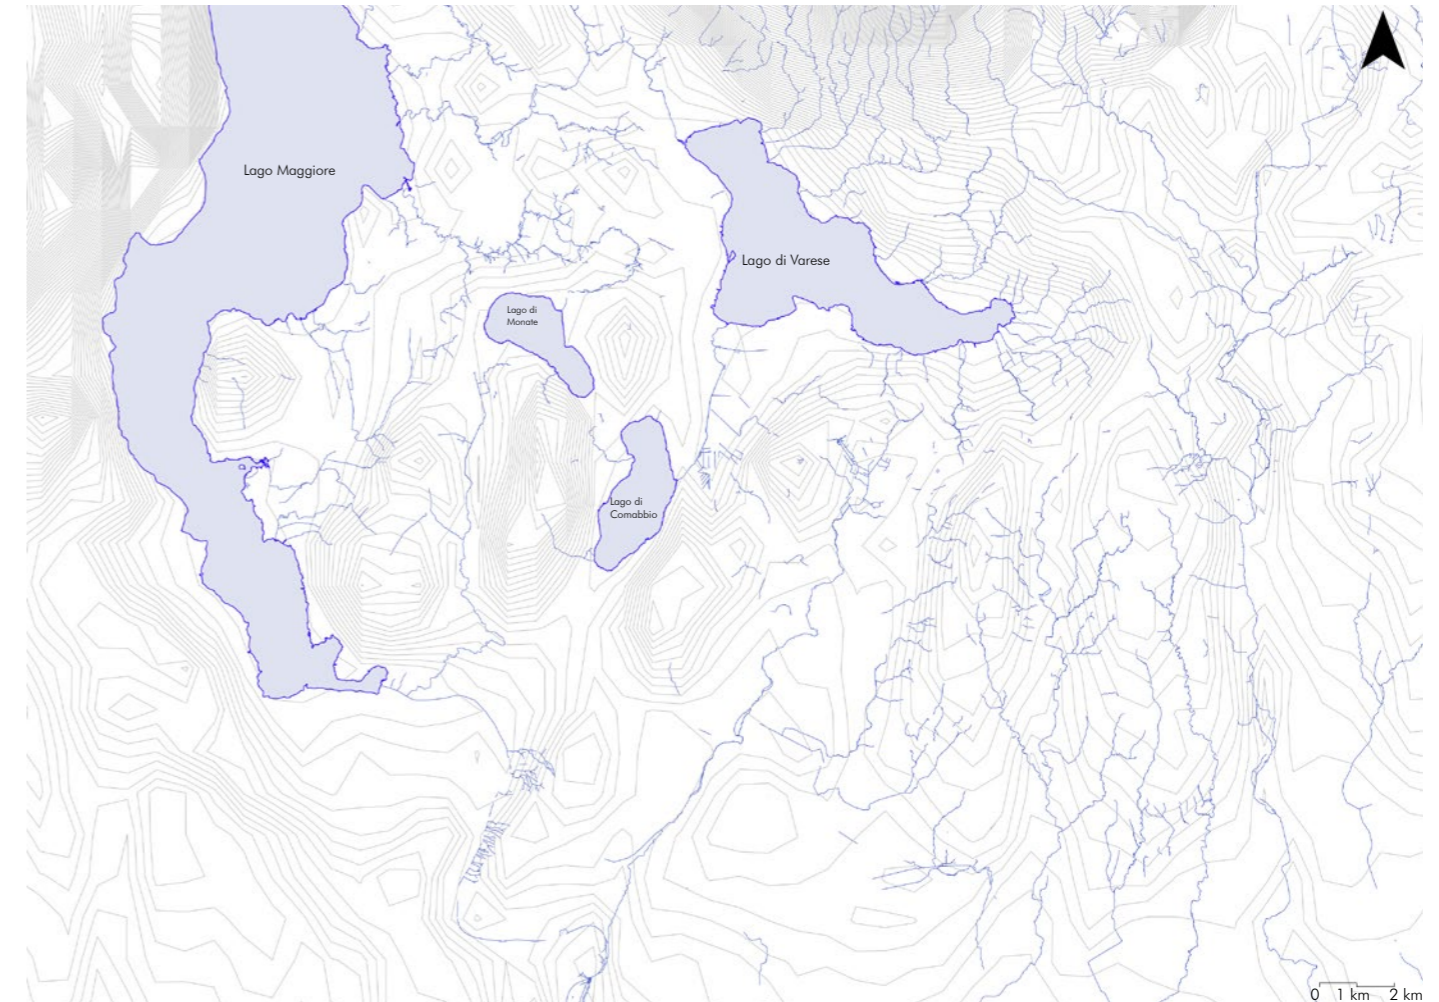 Lago Maggiore
Lago di Varese
Lago di
Monate
Lago di
Comabbio
0 1 km 2 km